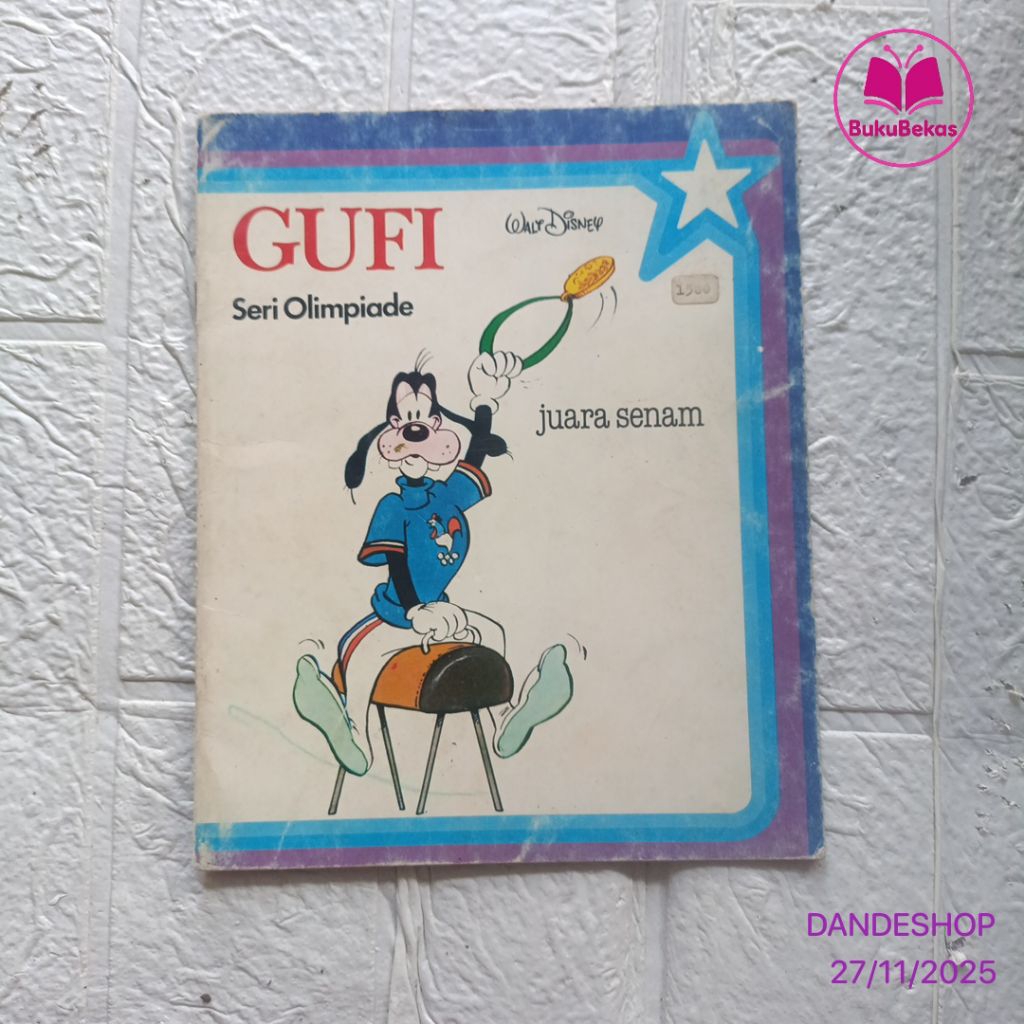 BukuBekas
GUFI
WALT DISNEY
Seri Olimpiade
1500
juara senam
DANDESHOP
27/11/2025